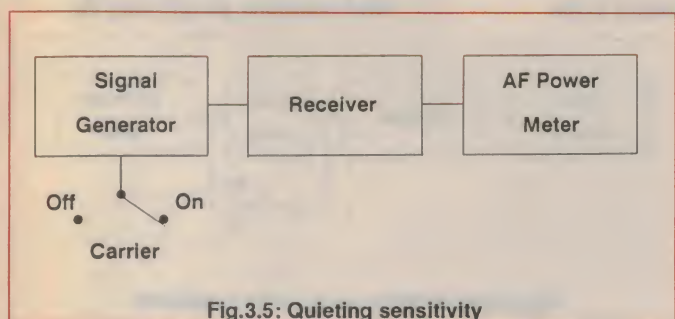 Signal
Generator
Receiver
AF Power
Meter
Off
On
Carrier
Fig.3.5: Quieting sensitivity